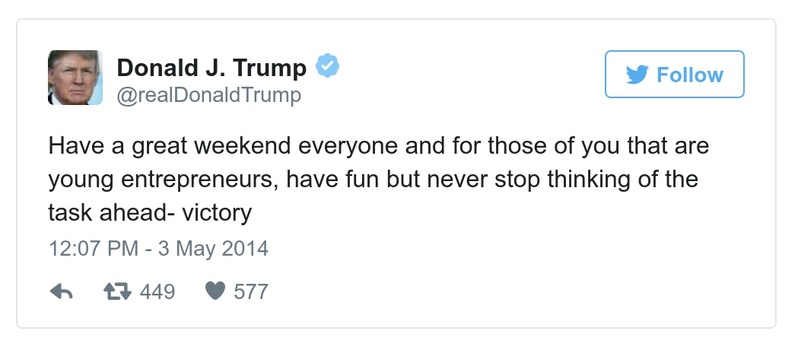 Donald J. Trump
@realDonaldTrump
Follow
Have a great weekend everyone and for those of you that are
young entrepreneurs, have fun but never stop thinking of the
task ahead- victory
12:07 PM - 3 May 2014
449 577